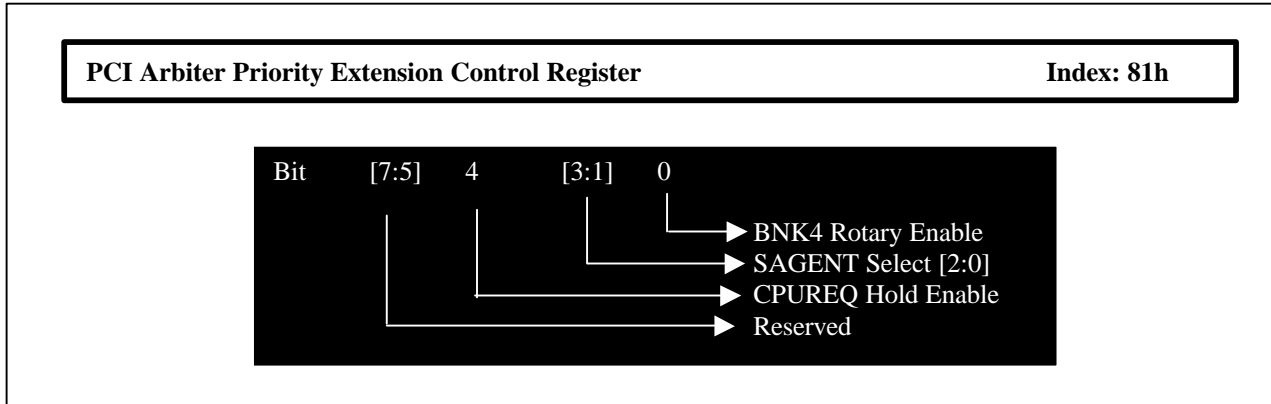 PCI Arbiter Priority Extension Control Register Index: 81h
Bit [7:5] 4 [3:1] 0
BNK4 Rotary Enable
SAGENT Select [2:0]
CPUREQ Hold Enable
Reserved